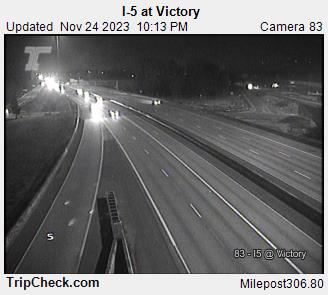 I-5 at Victory
Updated Nov 24 2023 10:13 PM Camera 83
T
S
83 - I5 @ Victory
TripCheck.com Milepost306.80